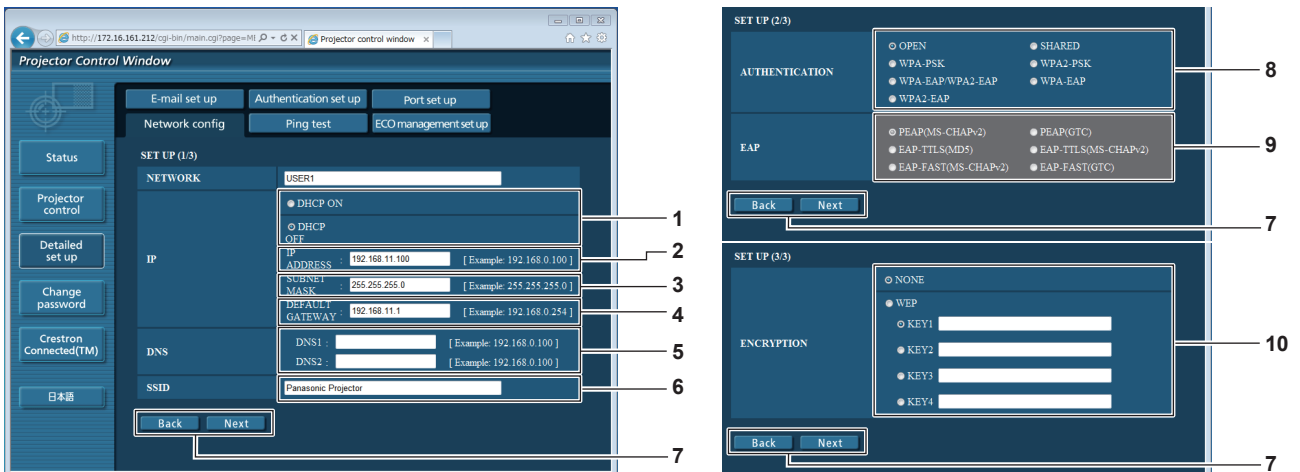 http://172.16.161.212/cgi-bin/main.cgi?page=MI
Projector control window
Projector Control Window
E-mail set up Authentication set up Port set up
Network config Ping test ECO management set up
Status
Projector
control
Detailed
set up
Change
password
Crestron
Connected(TM)
日本語
SET UP (1/3)
NETWORK USER1
IP
DHCP ON
DHCP
OFF
1
IP
ADDRESS : 192.168.11.100 [ Example: 192.168.0.100 ]
2
SUBNET
MASK : 255.255.255.0 [ Example: 255.255.255.0 ]
3
DEFAULT
GATEWAY : 192.168.11.1 [ Example: 192.168.0.254 ]
4
DNS
DNS1 : [ Example: 192.168.0.100 ]
DNS2 : [ Example: 192.168.0.100 ]
5
SSID Panasonic Projector
6
Back Next
7
SET UP (2/3)
AUTHENTICATION
OPEN SHARED
WPA-PSK WPA2-PSK
WPA-EAP/WPA2-EAP WPA-EAP
WPA2-EAP
8
EAP
PEAP(MS-CHAPv2) PEAP(GTC)
EAP-TTLS(MD5) EAP-TTLS(MS-CHAPv2)
EAP-FAST(MS-CHAPv2) EAP-FAST(GTC)
9
Back Next
7
SET UP (3/3)
ENCRYPTION
NONE
WEP
KEY1
KEY2
KEY3
KEY4
10
Back Next
7